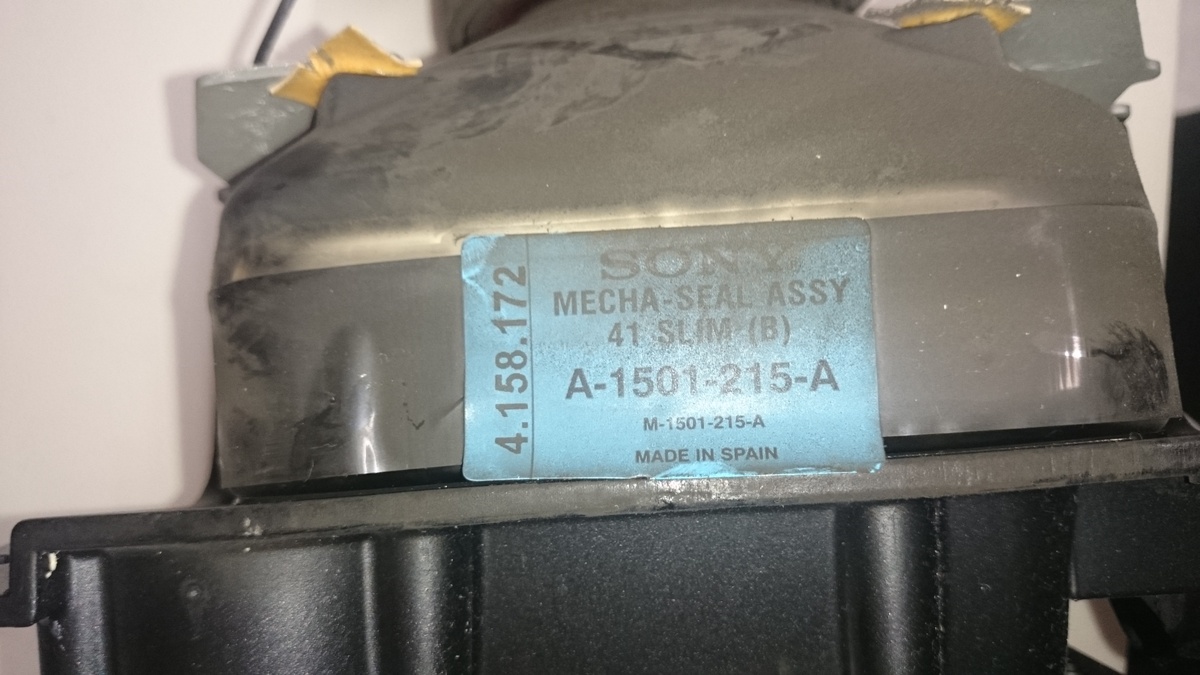 4.158.172
SONY
MECHA-SEAL ASSY
41 SLIM (B)
A-1501-215-A
M-1501-215-A
MADE IN SPAIN